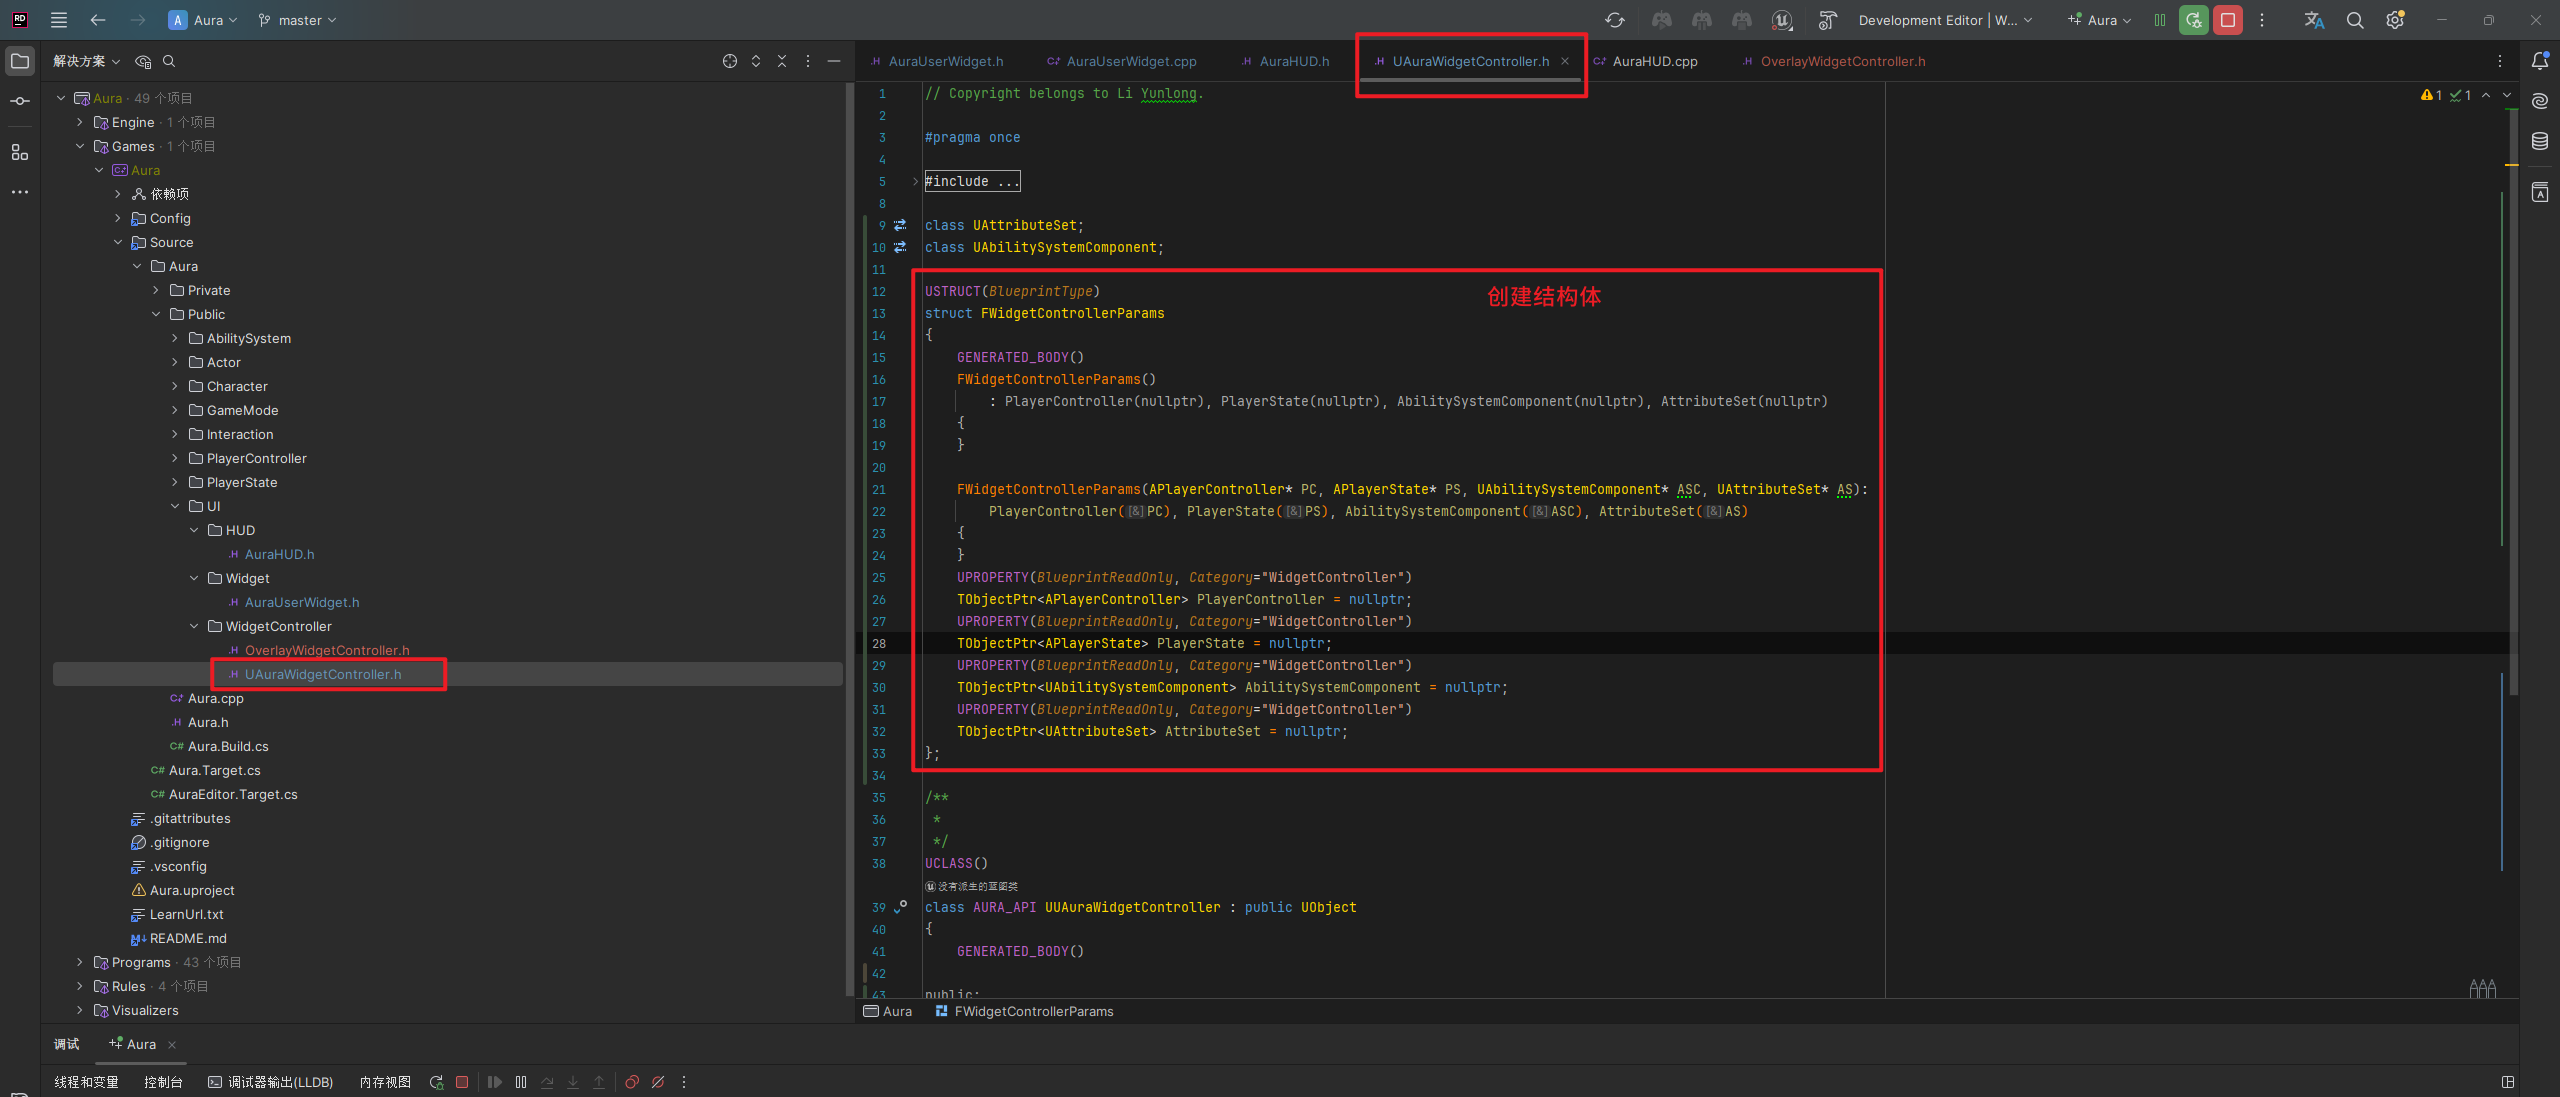 Aura
master
Development Editor | W...
Aura
解决方案
Aura · 49 个项目
Engine · 1 个项目
Games · 1 个项目
Aura
依赖项
Config
Source
Aura
Private
Public
AbilitySystem
Actor
Character
GameMode
Interaction
PlayerController
PlayerState
UI
HUD
AuraHUD.h
Widget
AuraUserWidget.h
WidgetController
OverlayWidgetController.h
UAuraWidgetController.h
Aura.cpp
Aura.h
Aura.Build.cs
Aura.Target.cs
AuraEditor.Target.cs
.gitattributes
.gitignore
.vsconfig
Aura.uproject
LearnUrl.txt
README.md
Programs · 43 个项目
Rules · 4 个项目
Visualizers
AuraUserWidget.h
AuraUserWidget.cpp
AuraHUD.h
UAuraWidgetController.h
AuraHUD.cpp
OverlayWidgetController.h
1 1
1 // Copyright belongs to Li Yunlong.
2
3 #pragma once
4
5 #include ...
8
9 class UAttributeSet;
10 class UAbilitySystemComponent;
11
12 USTRUCT(BlueprintType)
创建结构体
13 struct FWidgetControllerParams
14 {
15 GENERATED_BODY()
16 FWidgetControllerParams()
17 : PlayerController(nullptr), PlayerState(nullptr), AbilitySystemComponent(nullptr), AttributeSet(nullptr)
18 {
19 }
20
21 FWidgetControllerParams(APlayerController* PC, APlayerState* PS, UAbilitySystemComponent* ASC, UAttributeSet* AS):
22 PlayerController([&]PC), PlayerState([&]PS), AbilitySystemComponent([&]ASC), AttributeSet([&]AS)
23 {
24 }
25 UPROPERTY(BlueprintReadOnly, Category="WidgetController")
26 TObjectPtr<APlayerController> PlayerController = nullptr;
27 UPROPERTY(BlueprintReadOnly, Category="WidgetController")
28 TObjectPtr<APlayerState> PlayerState = nullptr;
29 UPROPERTY(BlueprintReadOnly, Category="WidgetController")
30 TObjectPtr<UAbilitySystemComponent> AbilitySystemComponent = nullptr;
31 UPROPERTY(BlueprintReadOnly, Category="WidgetController")
32 TObjectPtr<UAttributeSet> AttributeSet = nullptr;
33 };
34
35 /**
36 *
37 */
38 UCLASS()
没有派生的蓝图类
39 class AURA_API UUAuraWidgetController : public UObject
40 {
41 GENERATED_BODY()
42
43 public:
Aura FWidgetControllerParams
调试 Aura
线程和变量 控制台 调试器输出(LLDB) 内存视图